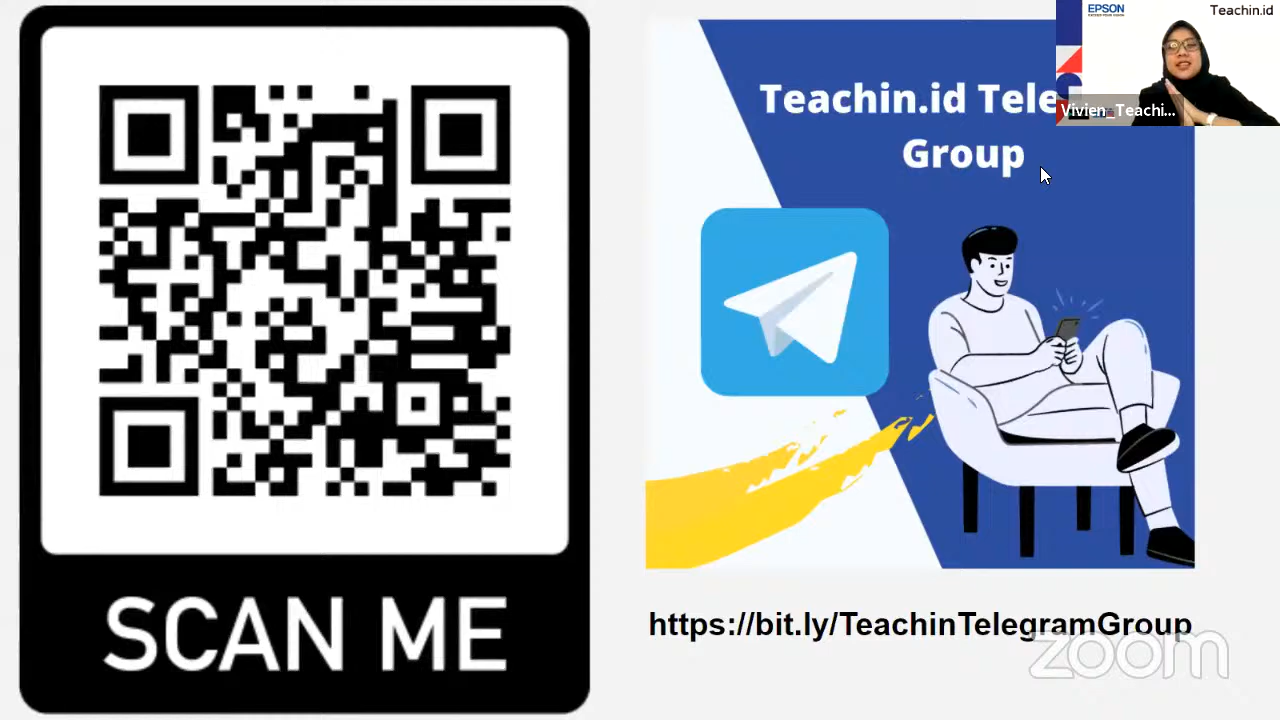 SCAN ME
Teachin.id Tele
Group
https://bit.ly/TeachinTelegramGroup
EPSON
Teachin.id
Vivien_Teachi...
zoom